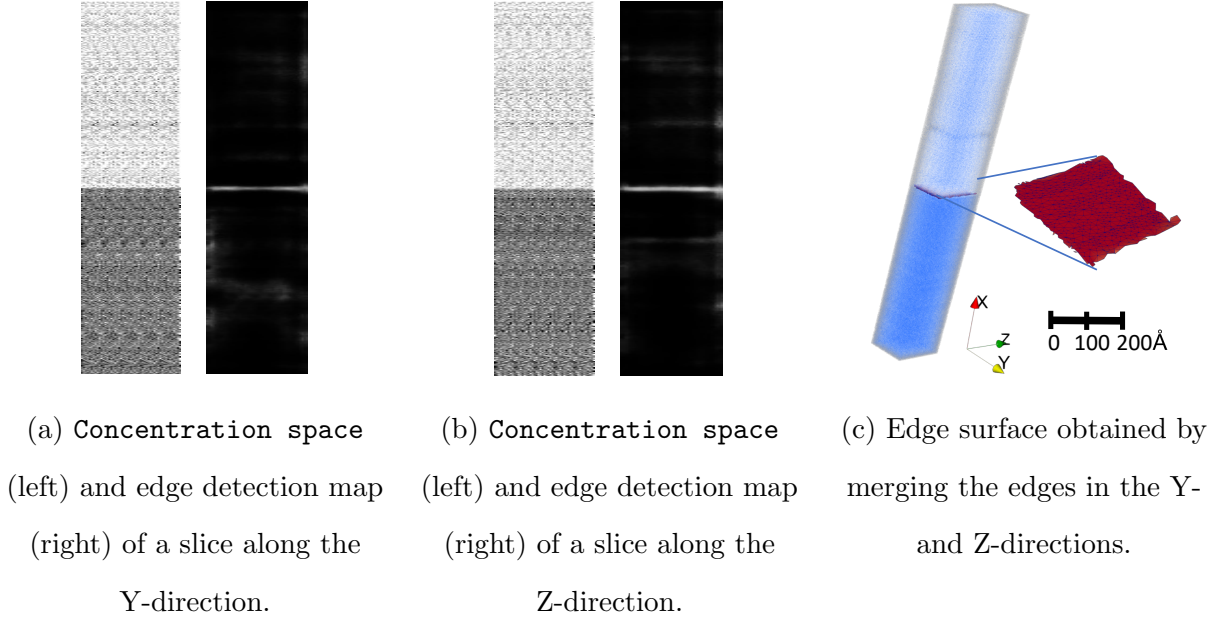 X
Z
Y
0 100 200Å
(a) Concentration space
(left) and edge detection map
(right) of a slice along the
Y-direction.
(b) Concentration space
(left) and edge detection map
(right) of a slice along the
Z-direction.
(c) Edge surface obtained by
merging the edges in the Y-
and Z-directions.